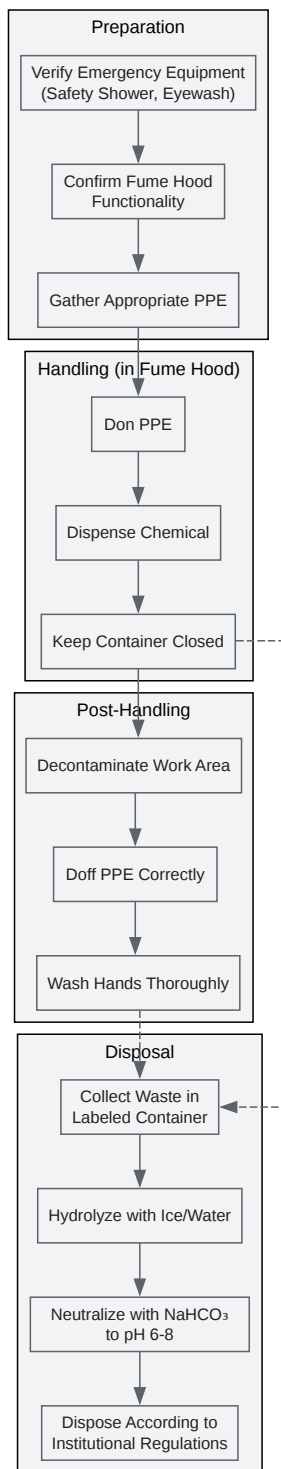 Preparation
Verify Emergency Equipment
(Safety Shower, Eyewash)
Confirm Fume Hood
Functionality
Gather Appropriate PPE
Handling (in Fume Hood)
Don PPE
Dispense Chemical
Keep Container Closed
Post-Handling
Decontaminate Work Area
Doff PPE Correctly
Wash Hands Thoroughly
Disposal
Collect Waste in
Labeled Container
Hydrolyze with Ice/Water
Neutralize with NaHCO₃
to pH 6-8
Dispose According to
Institutional Regulations